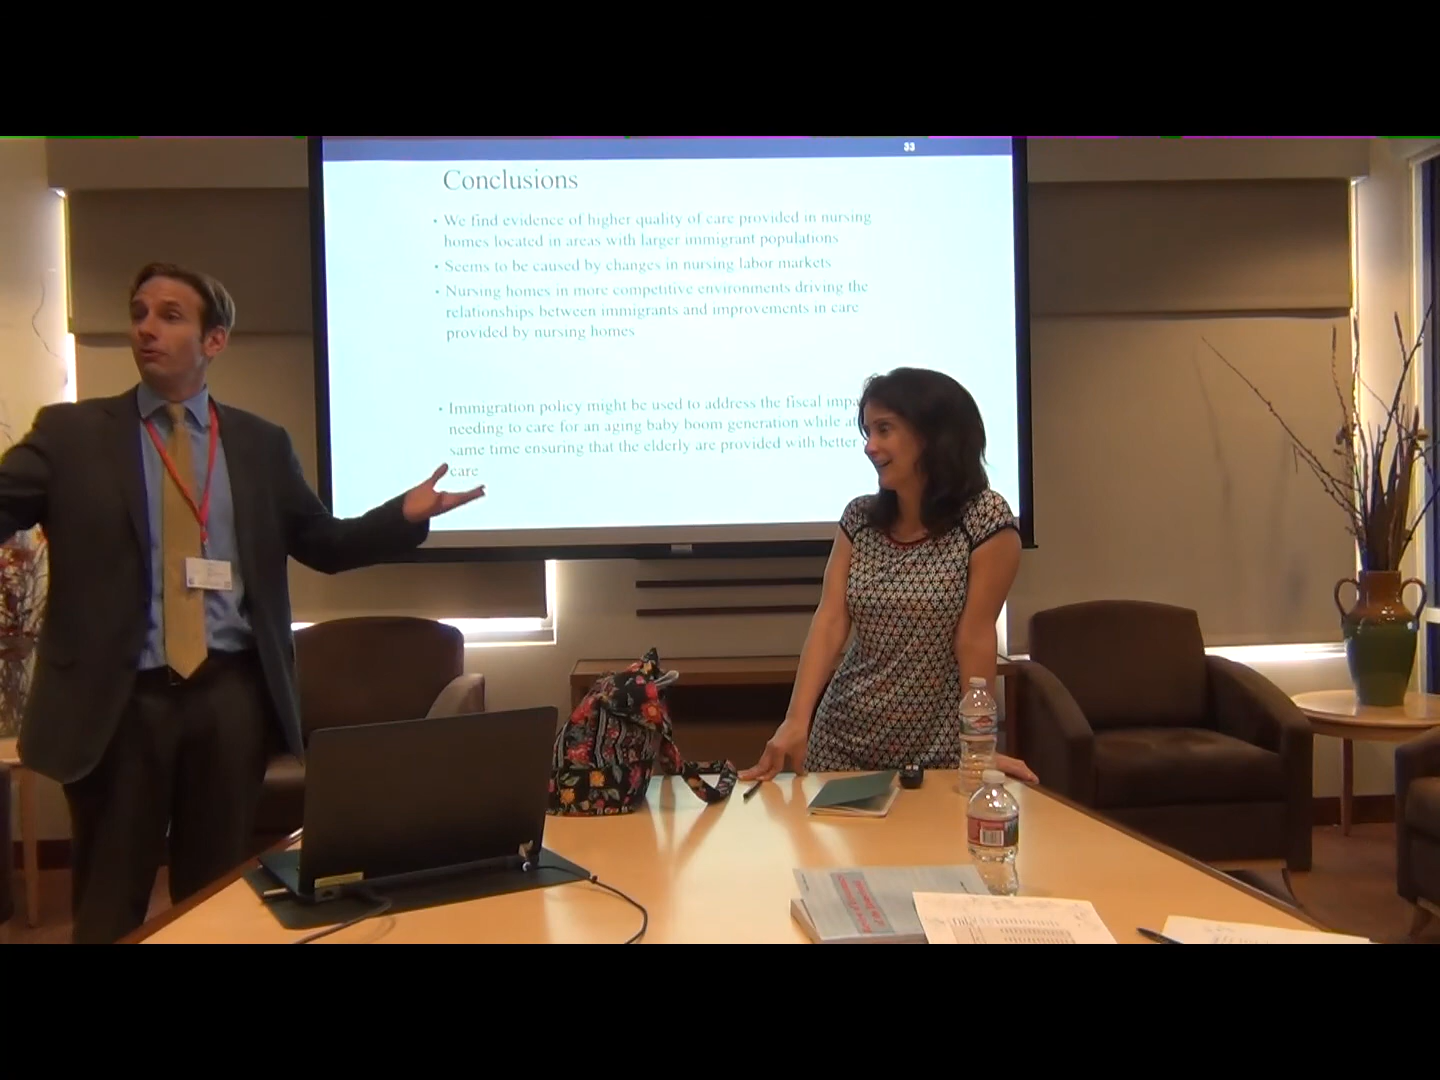 33
Conclusions
• We find evidence of higher quality of care provided in nursing
homes located in areas with larger immigrant populations
• Seems to be caused by changes in nursing labor markets
• Nursing homes in more competitive environments driving the
relationships between immigrants and improvements in care
provided by nursing homes
• Immigration policy might be used to address the fiscal impa
needing to care for an aging baby boom generation while at
same time ensuring that the elderly are provided with better
care